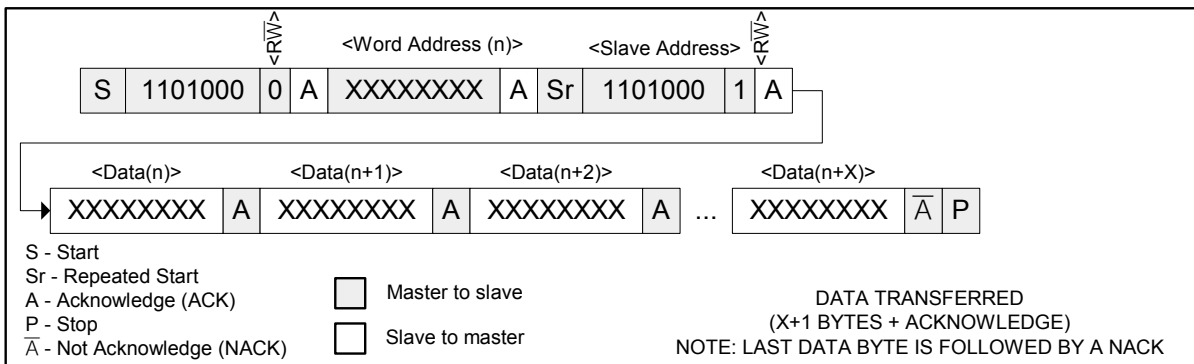 <RW̅> <RW̅>
<Word Address (n)> <Slave Address>
S 1101000 0 A XXXXXXXX A Sr 1101000 1 A
<Data(n)> <Data(n+1)> <Data(n+2)> <Data(n+X)>
XXXXXXXX A XXXXXXXX A XXXXXXXX A ... XXXXXXXX A̅ P
S - Start
Sr - Repeated Start
A - Acknowledge (ACK)
P - Stop
A̅ - Not Acknowledge (NACK)
Master to slave
Slave to master
DATA TRANSFERRED
(X+1 BYTES + ACKNOWLEDGE)
NOTE: LAST DATA BYTE IS FOLLOWED BY A NACK